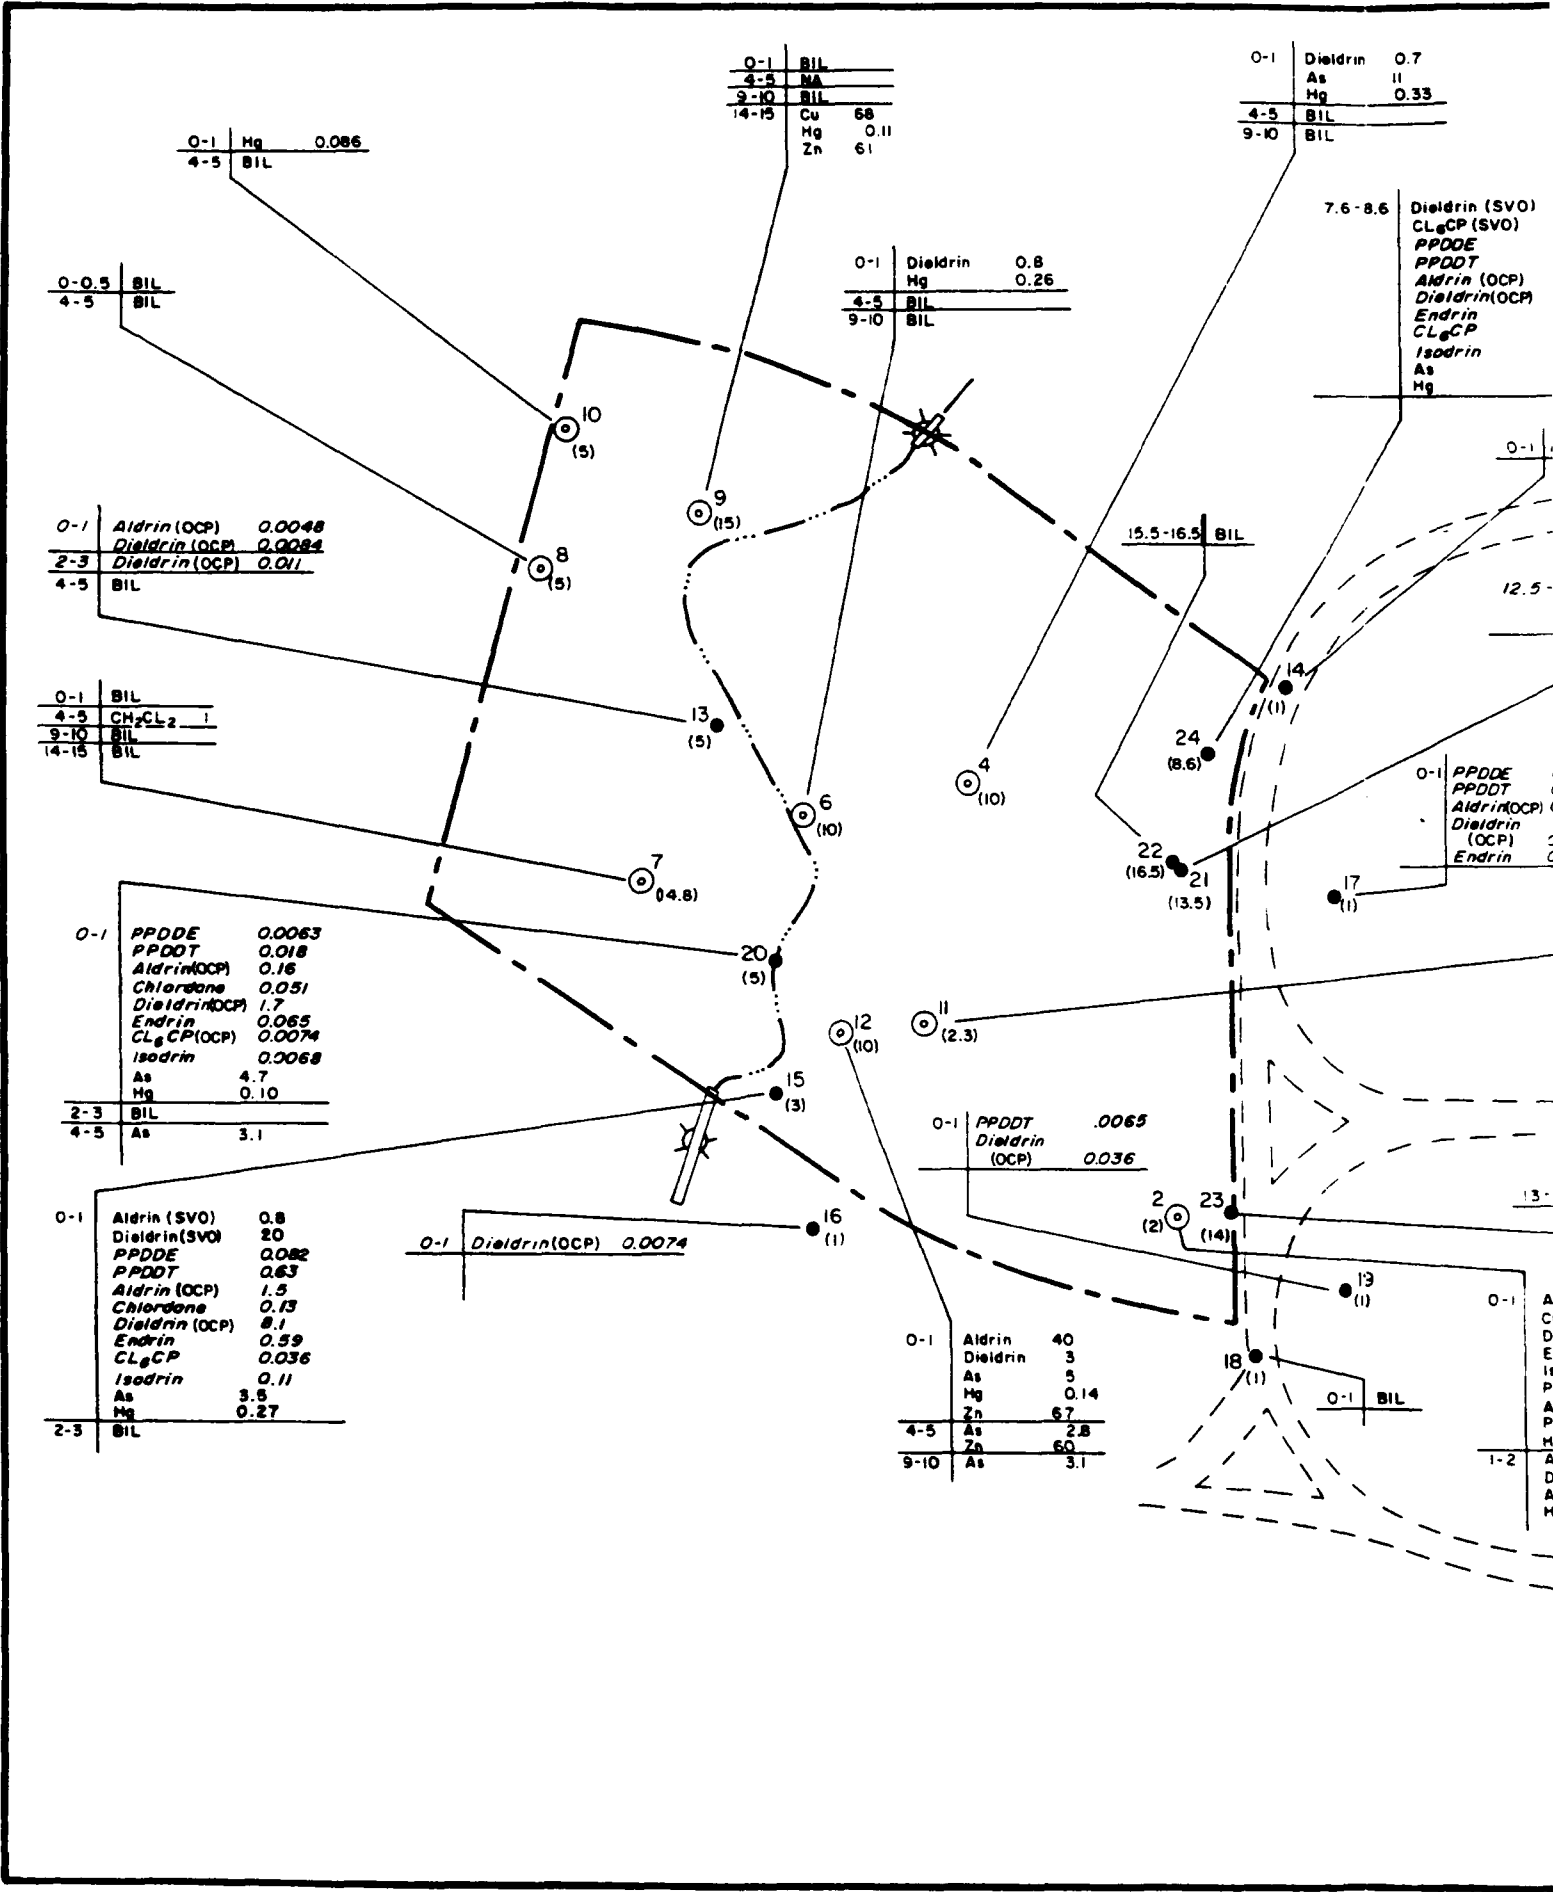 0-1 BIL
4-5 NA
9-10 BIL
14-15 Cu 68
Hg 0.11
Zn 61
0-1 Dieldrin 0.7
As 11
Hg 0.33
4-5 BIL
9-10 BIL
0-1 Hg 0.086
4-5 BIL
7.6-8.6 Dieldrin (SVO)
CL6CP (SVO)
PPDDE
PPDDT
Aldrin (OCP)
Dieldrin(OCP)
Endrin
CL6CP
Isodrin
As
Hg
0-1 Dieldrin 0.8
Hg 0.26
4-5 BIL
9-10 BIL
0-0.5 BIL
4-5 BIL
10
(5)
0-1
9
(15)
8
(5)
0-1 Aldrin (OCP) 0.0048
Dieldrin (OCP) 0.0084
2-3 Dieldrin (OCP) 0.011
4-5 BIL
15.5-16.5 BIL
12.5-
14
(1)
0-1 BIL
4-5 CH2CL2 1
9-10 BIL
14-15 BIL
13
(5)
24
(8.6)
4
(10)
6
(10)
0-1 PPDDE
PPDDT
Aldrin(OCP)
Dieldrin
(OCP)
Endrin
7
(14.8)
22
(16.5)
21
(13.5)
17
(1)
0-1 PPDDE 0.0063
PPDDT 0.018
Aldrin(OCP) 0.16
Chlordane 0.051
Dieldrin(OCP) 1.7
Endrin 0.065
CL6CP(OCP) 0.0074
Isodrin 0.0068
As 4.7
Hg 0.10
2-3 BIL
4-5 As 3.1
20
(5)
12
(10)
11
(2.3)
15
(3)
0-1 PPDDT .0065
Dieldrin
(OCP) 0.036
2
(2)
23
(14)
13-
0-1 Aldrin (SVO) 0.8
Dieldrin(SVO) 20
PPDDE 0.082
PPDDT 0.63
Aldrin (OCP) 1.5
Chlordane 0.13
Dieldrin (OCP) 8.1
Endrin 0.59
CL6CP 0.036
Isodrin 0.11
As 3.5
Hg 0.27
2-3 BIL
16
(1)
0-1 Dieldrin(OCP) 0.0074
19
(1)
0-1 Aldrin 40
Dieldrin 3
As 5
Hg 0.14
Zn 67
4-5 As 2.8
Zn 60
9-10 As 3.1
18
(1)
0-1 BIL
0-1
A
C
D
E
P
A
P
H
1-2 A
D
A
H